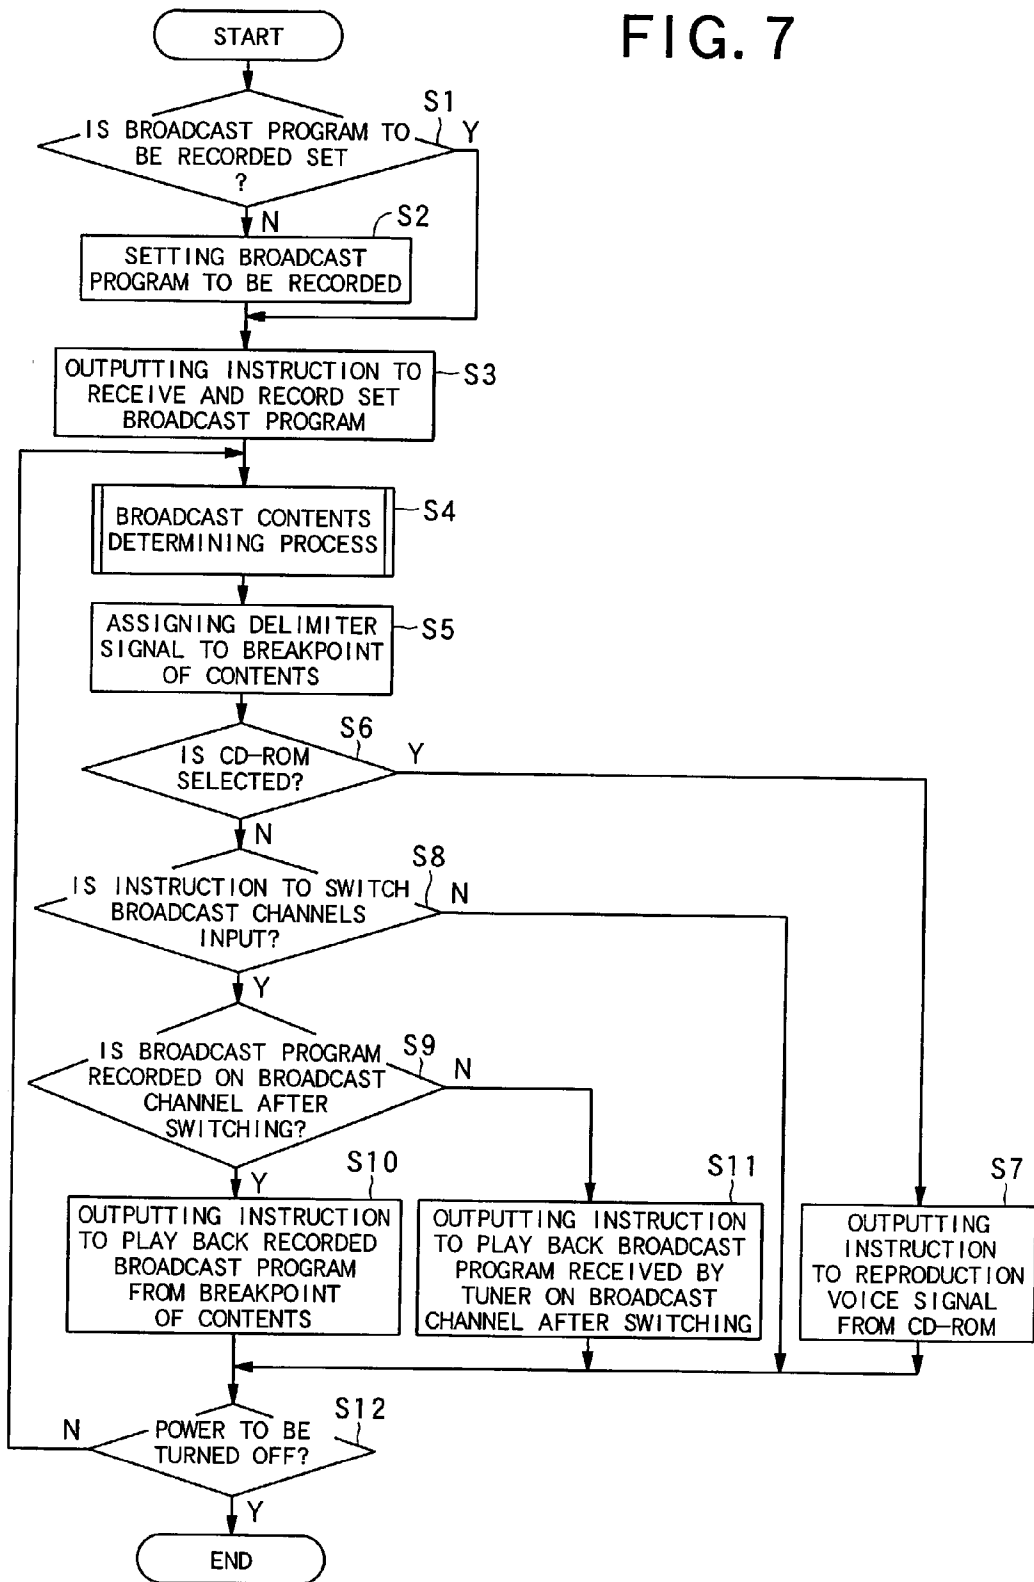 FIG. 7
START
IS BROADCAST PROGRAM TO
BE RECORDED SET
?
S1
Y
N
S2
SETTING BROADCAST
PROGRAM TO BE RECORDED
OUTPUTTING INSTRUCTION TO
RECEIVE AND RECORD SET
BROADCAST PROGRAM
S3
BROADCAST CONTENTS
DETERMINING PROCESS
S4
ASSIGNING DELIMITER
SIGNAL TO BREAKPOINT
OF CONTENTS
S5
IS CD-ROM
SELECTED?
S6
Y
N
IS INSTRUCTION TO SWITCH
BROADCAST CHANNELS
INPUT?
S8
N
Y
IS BROADCAST PROGRAM
RECORDED ON BROADCAST
CHANNEL AFTER
SWITCHING?
S9
N
Y
S10
OUTPUTTING INSTRUCTION
TO PLAY BACK RECORDED
BROADCAST PROGRAM
FROM BREAKPOINT
OF CONTENTS
S11
OUTPUTTING INSTRUCTION
TO PLAY BACK BROADCAST
PROGRAM RECEIVED BY
TUNER ON BROADCAST
CHANNEL AFTER SWITCHING
S7
OUTPUTTING
INSTRUCTION
TO REPRODUCTION
VOICE SIGNAL
FROM CD-ROM
POWER TO BE
TURNED OFF?
S12
N
Y
END